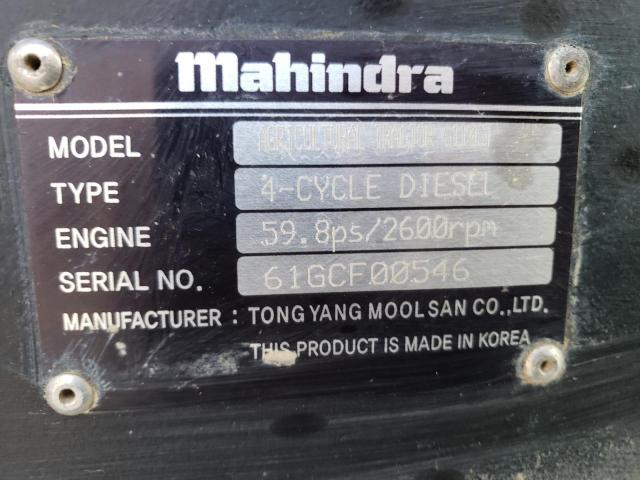 Mahindra
MODEL AGRICULTURAL TRACTOR
TYPE 4-CYCLE DIESEL
ENGINE 59.8ps/2600rpm
SERIAL NO. 61GCF00546
MANUFACTURER : TONG YANG MOOLSAN CO.,LTD.
THIS PRODUCT IS MADE IN KOREA